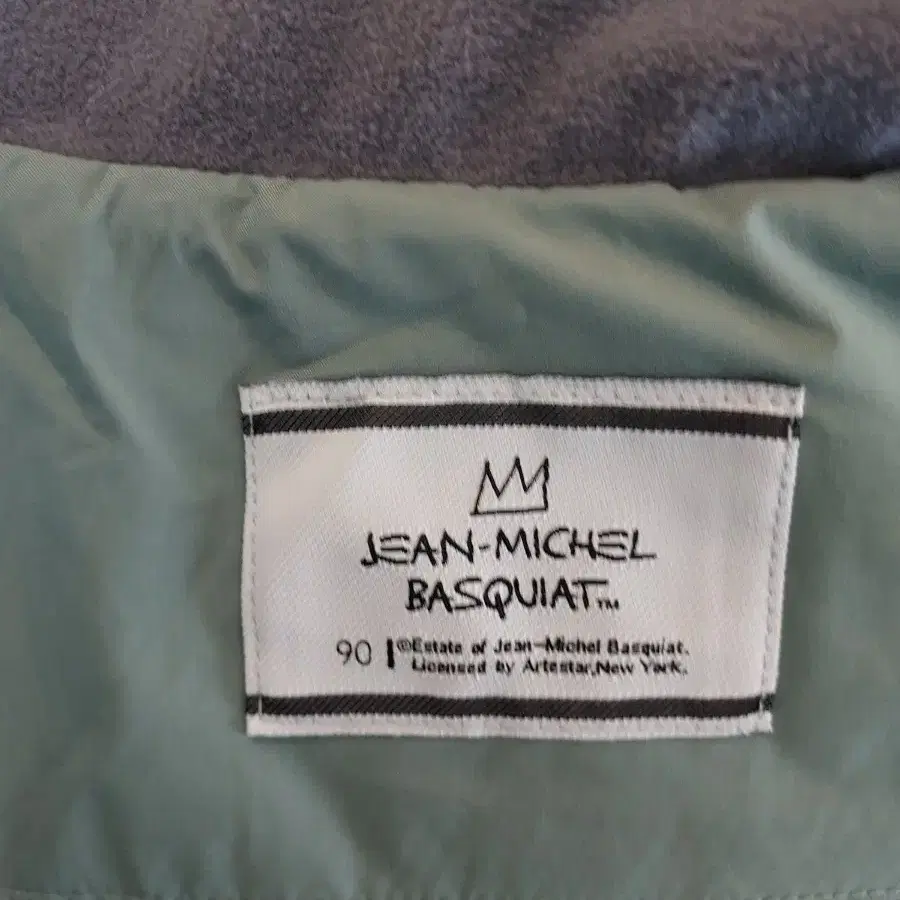 JEAN-MICHEL
BASQUIAT™
90 ©Estate of Jean-Michel Basquiat.
Licensed by Artestar,New York.